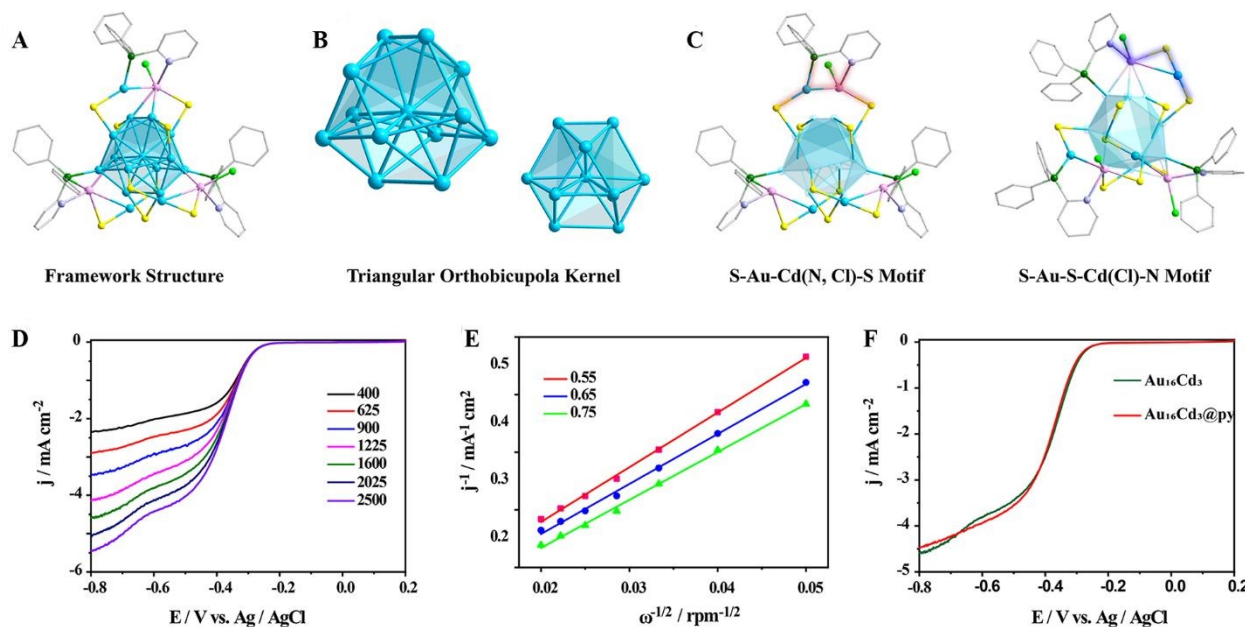 A
B
C
Framework Structure
Triangular Orthobicupola Kernel
S-Au-Cd(N, Cl)-S Motif
S-Au-S-Cd(Cl)-N Motif
D
0
-2
-4
-6
j / mA cm⁻²
400
625
900
1225
1600
2025
2500
-0.8
-0.6
-0.4
-0.2
0.0
0.2
E / V vs. Ag / AgCl
E
0.5
0.4
0.3
0.2
j⁻¹ / mA⁻¹ cm²
0.55
0.65
0.75
0.02
0.03
0.04
0.05
ω⁻¹/² / rpm⁻¹/²
F
0
-1
-2
-3
-4
-5
j / mA cm⁻²
Au₁₆Cd₃
Au₁₆Cd₃@py
-0.8
-0.6
-0.4
-0.2
0.0
0.2
E / V vs. Ag / AgCl